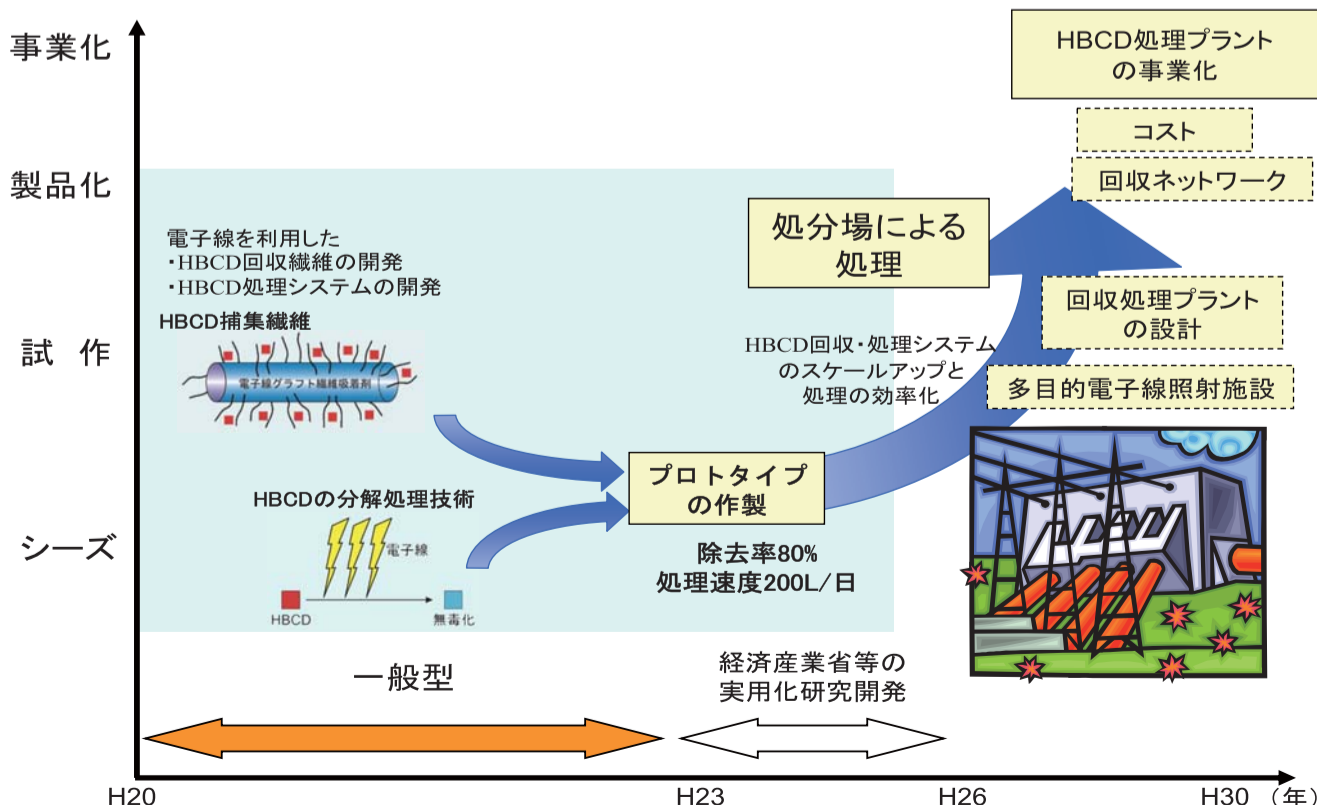 事業化
製品化
試 作
シーズ
HBCD処理プラント
の事業化
コスト
回収ネットワーク
処分場による
処理
回収処理プラント
の設計
多目的電子線照射施設
電子線を利用した
・HBCD回収繊維の開発
・HBCD処理システムの開発
HBCD捕集繊維
電子線グラフト繊維吸着剤
HBCD回収・処理システム
のスケールアップと
処理の効率化
HBCDの分解処理技術
電子線
HBCD
無毒化
プロトタイプ
の作製
除去率80%
処理速度200L/日
一般型
経済産業省等の
実用化研究開発
H20
H23
H26
H30
(年)